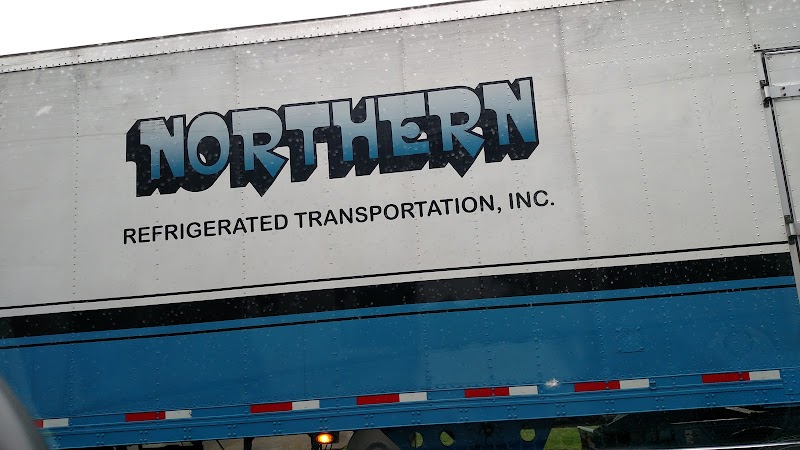 NORTHERN
REFRIGERATED TRANSPORTATION, INC.